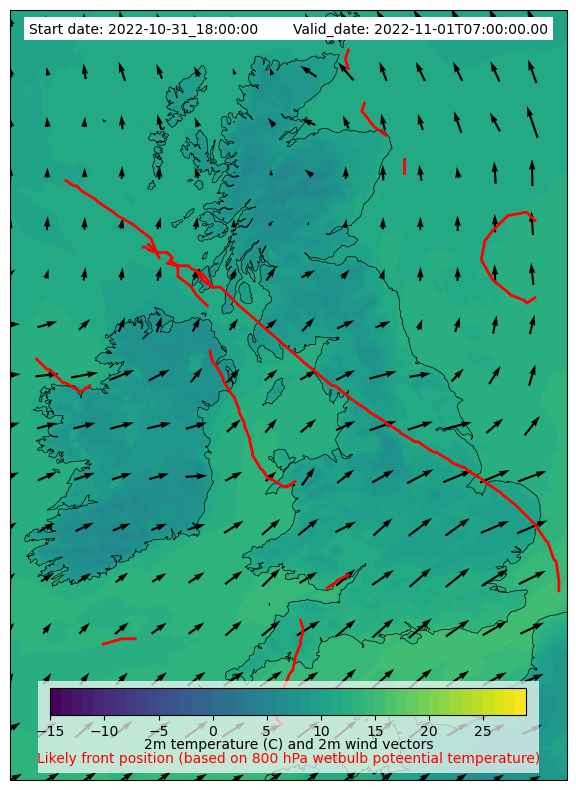 Start date: 2022-10-31_18:00:00 Valid_date: 2022-11-01T07:00:00.00
−15 −10 −5 0 5 10 15 20 25
2m temperature (C) and 2m wind vectors
Likely front position (based on 800 hPa wetbulb poteential temperature)